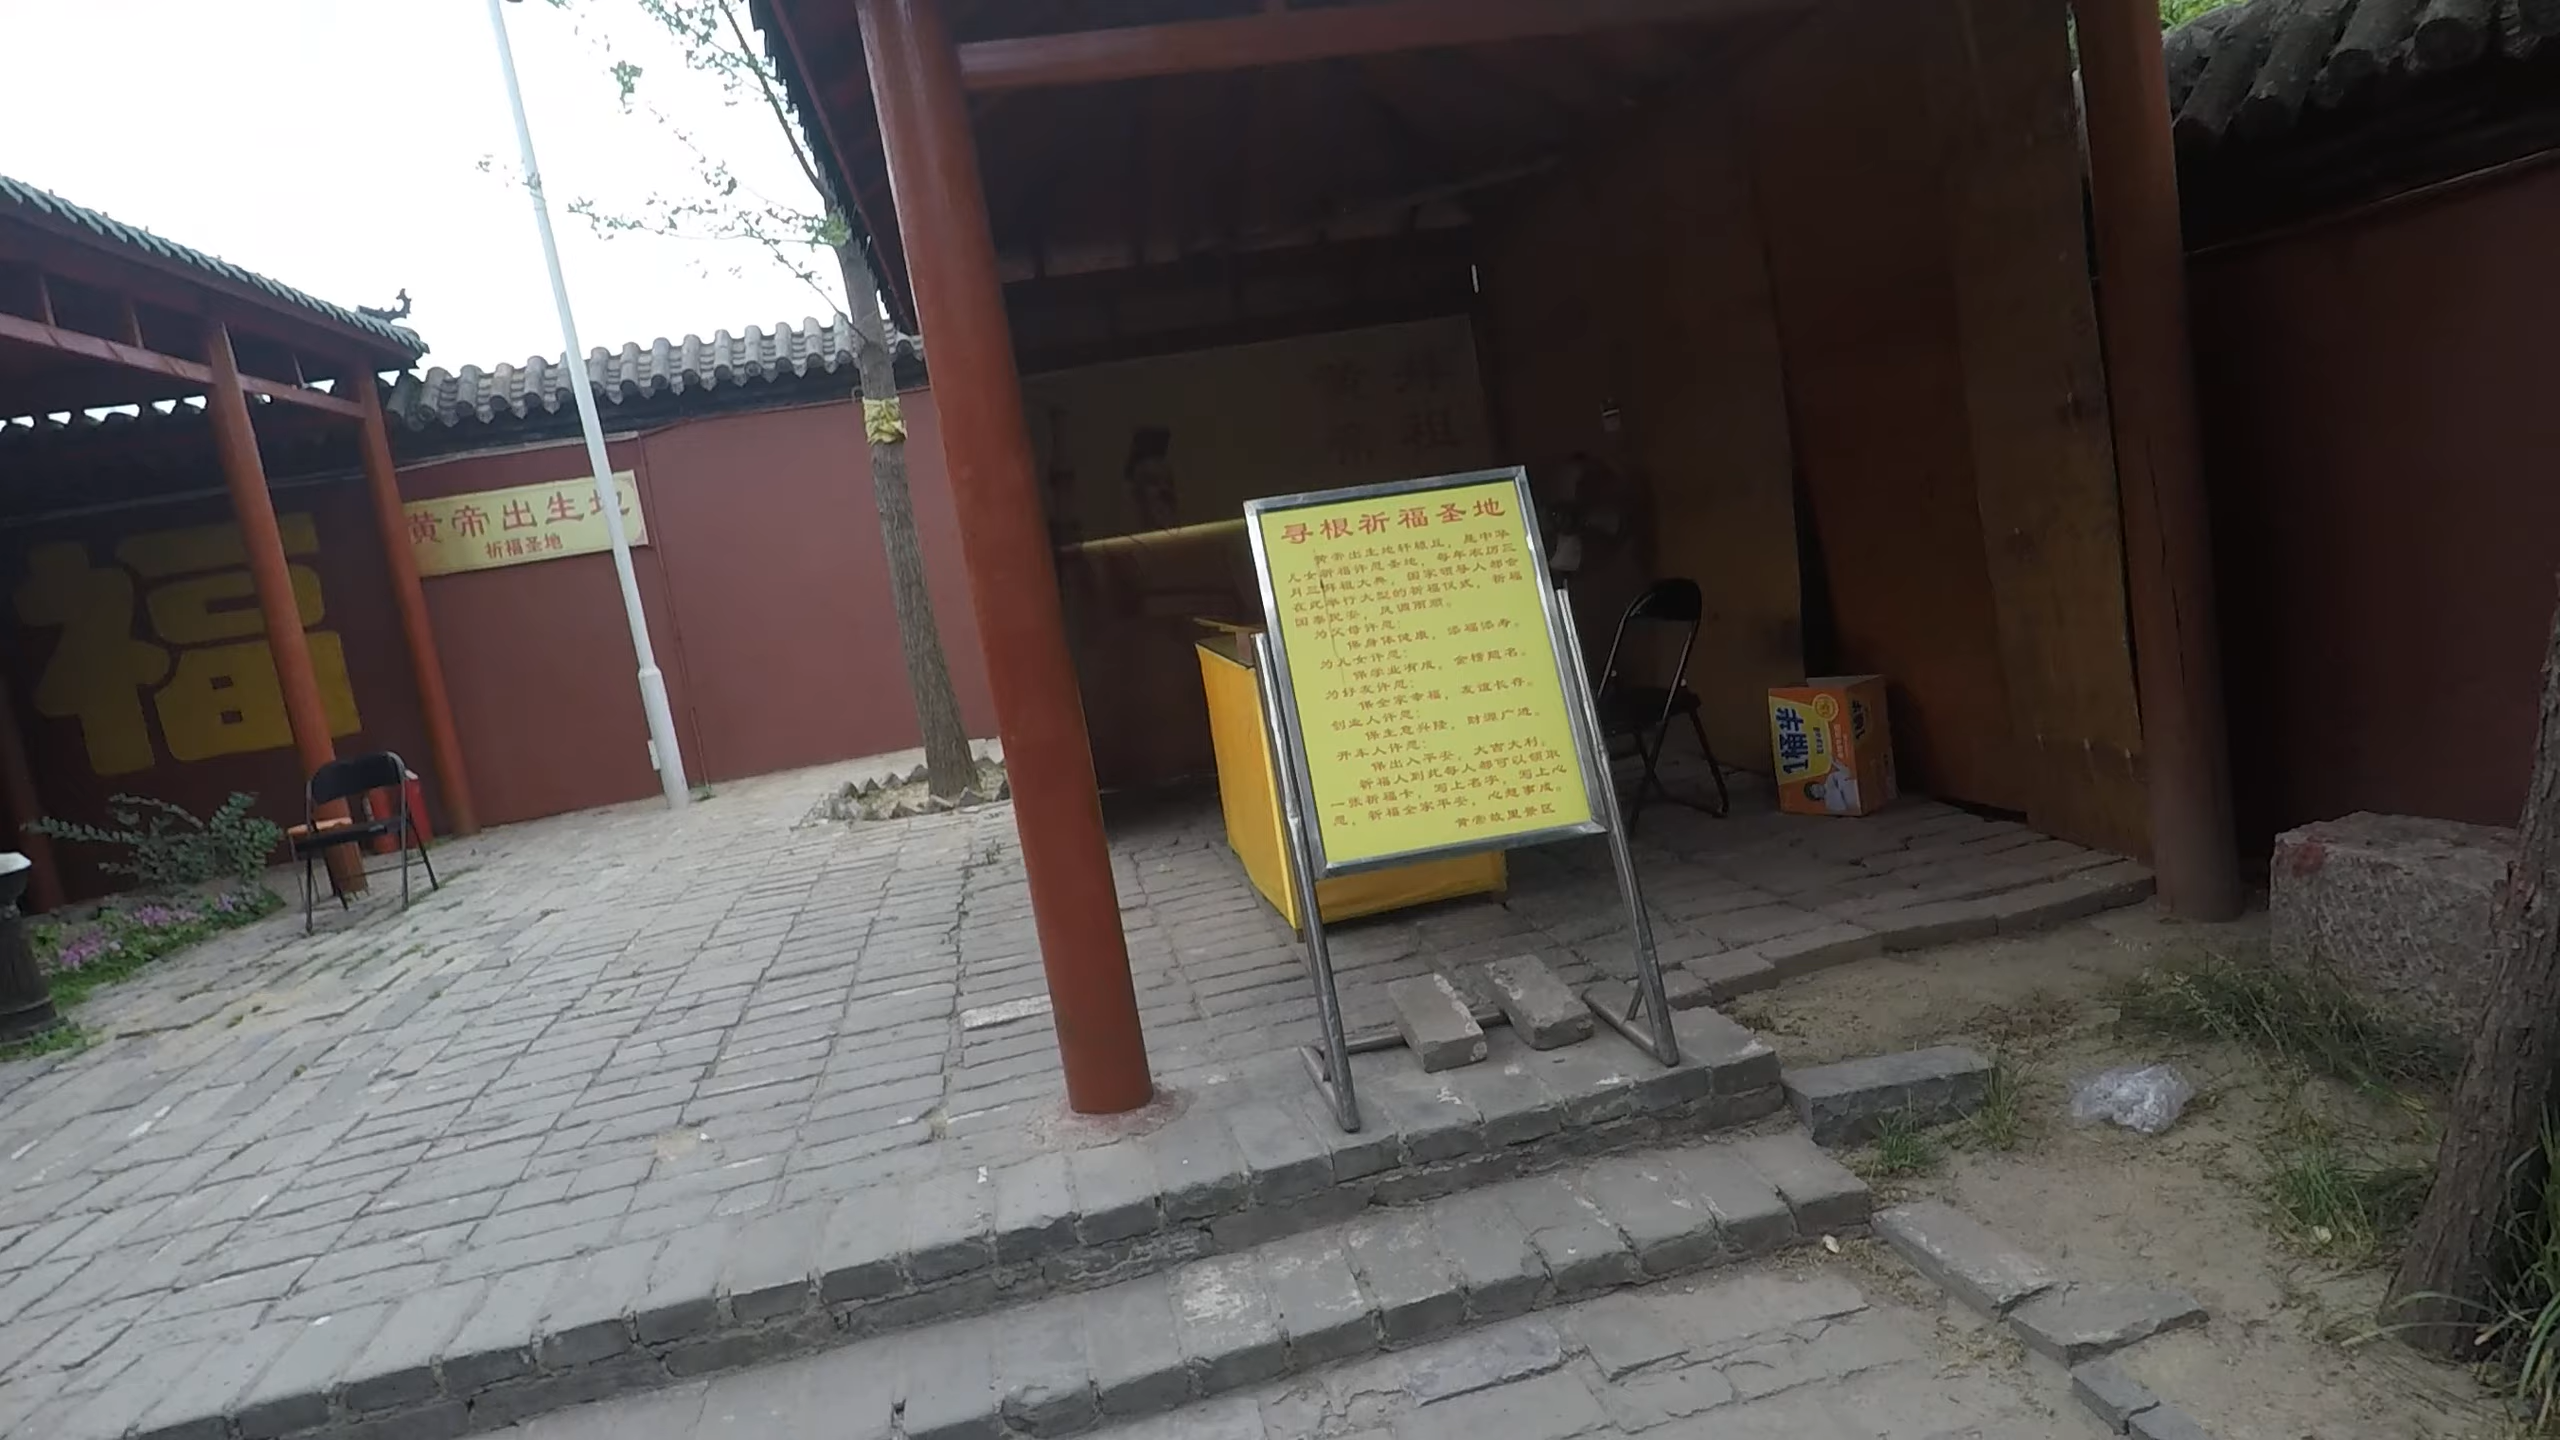 福
黄帝出生地
祈福圣地
拜祖
寻根祈福圣地
黄帝出生地轩辕丘，是中华
儿女祈福许愿圣地，每年农历三
月三拜祖大典，国家领导人都会
在此举行大型的祈福仪式，祈福
国泰民安，风调雨顺。
为父母许愿：
保身体健康，添福添寿。
为儿女许愿：
保学业有成，金榜题名。
为好友许愿：
保全家幸福，友谊长存。
创业人许愿：
保生意兴隆，财源广进。
开车人许愿：
保出入平安，大吉大利。
祈福人到此每人都可以领取
一张祈福卡，写上名字，写上心
愿，祈福全家平安，心想事成。
黄帝故里景区